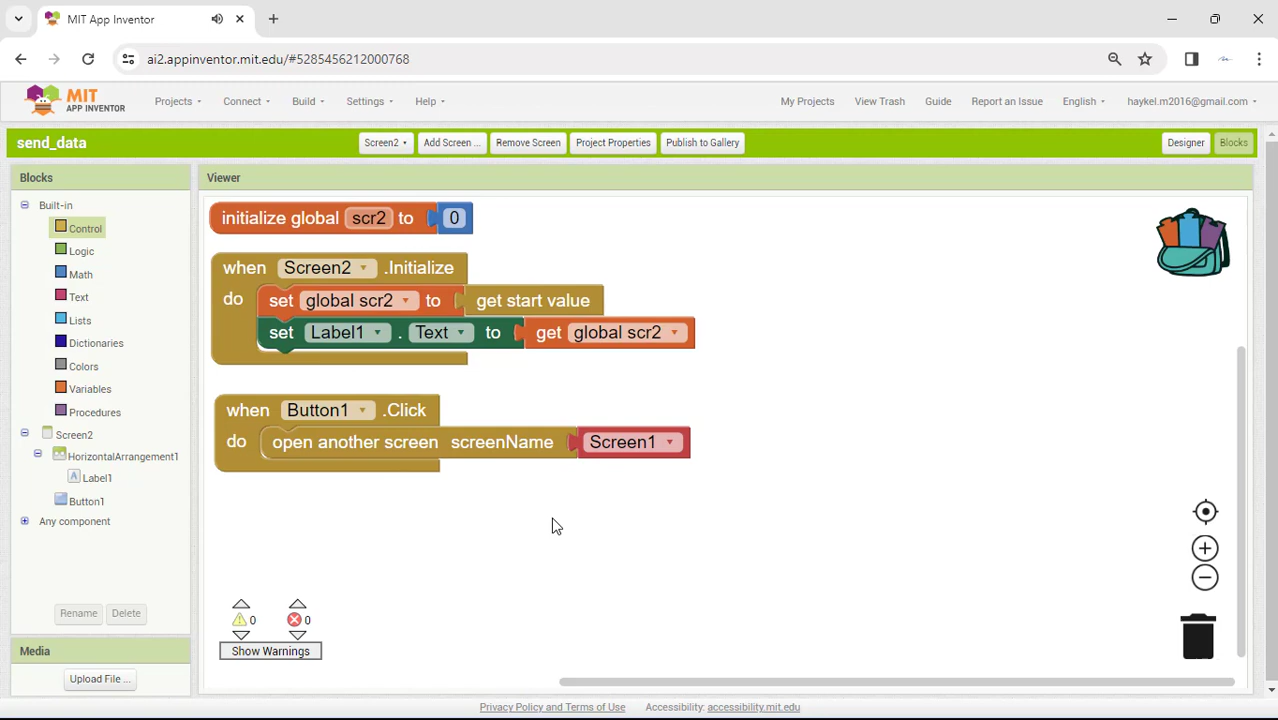 MIT App Inventor
ai2.appinventor.mit.edu/#5285456212000768
MIT
APP INVENTOR
Projects Connect Build Settings Help My Projects View Trash Guide Report an Issue English haykel.m2016@gmail.com
send_data Screen2 Add Screen ... Remove Screen Project Properties Publish to Gallery Designer Blocks
Blocks Viewer
Built-in
Control
Logic
Math
Text
Lists
Dictionaries
Colors
Variables
Procedures
Screen2
HorizontalArrangement1
Label1
Button1
Any component
Rename Delete
Media
Upload File ...
initialize global scr2 to 0
when Screen2 .Initialize
do set global scr2 to get start value
set Label1 . Text to get global scr2
when Button1 .Click
do open another screen screenName Screen1
0 0
Show Warnings
Privacy Policy and Terms of Use Accessibility: accessibility.mit.edu